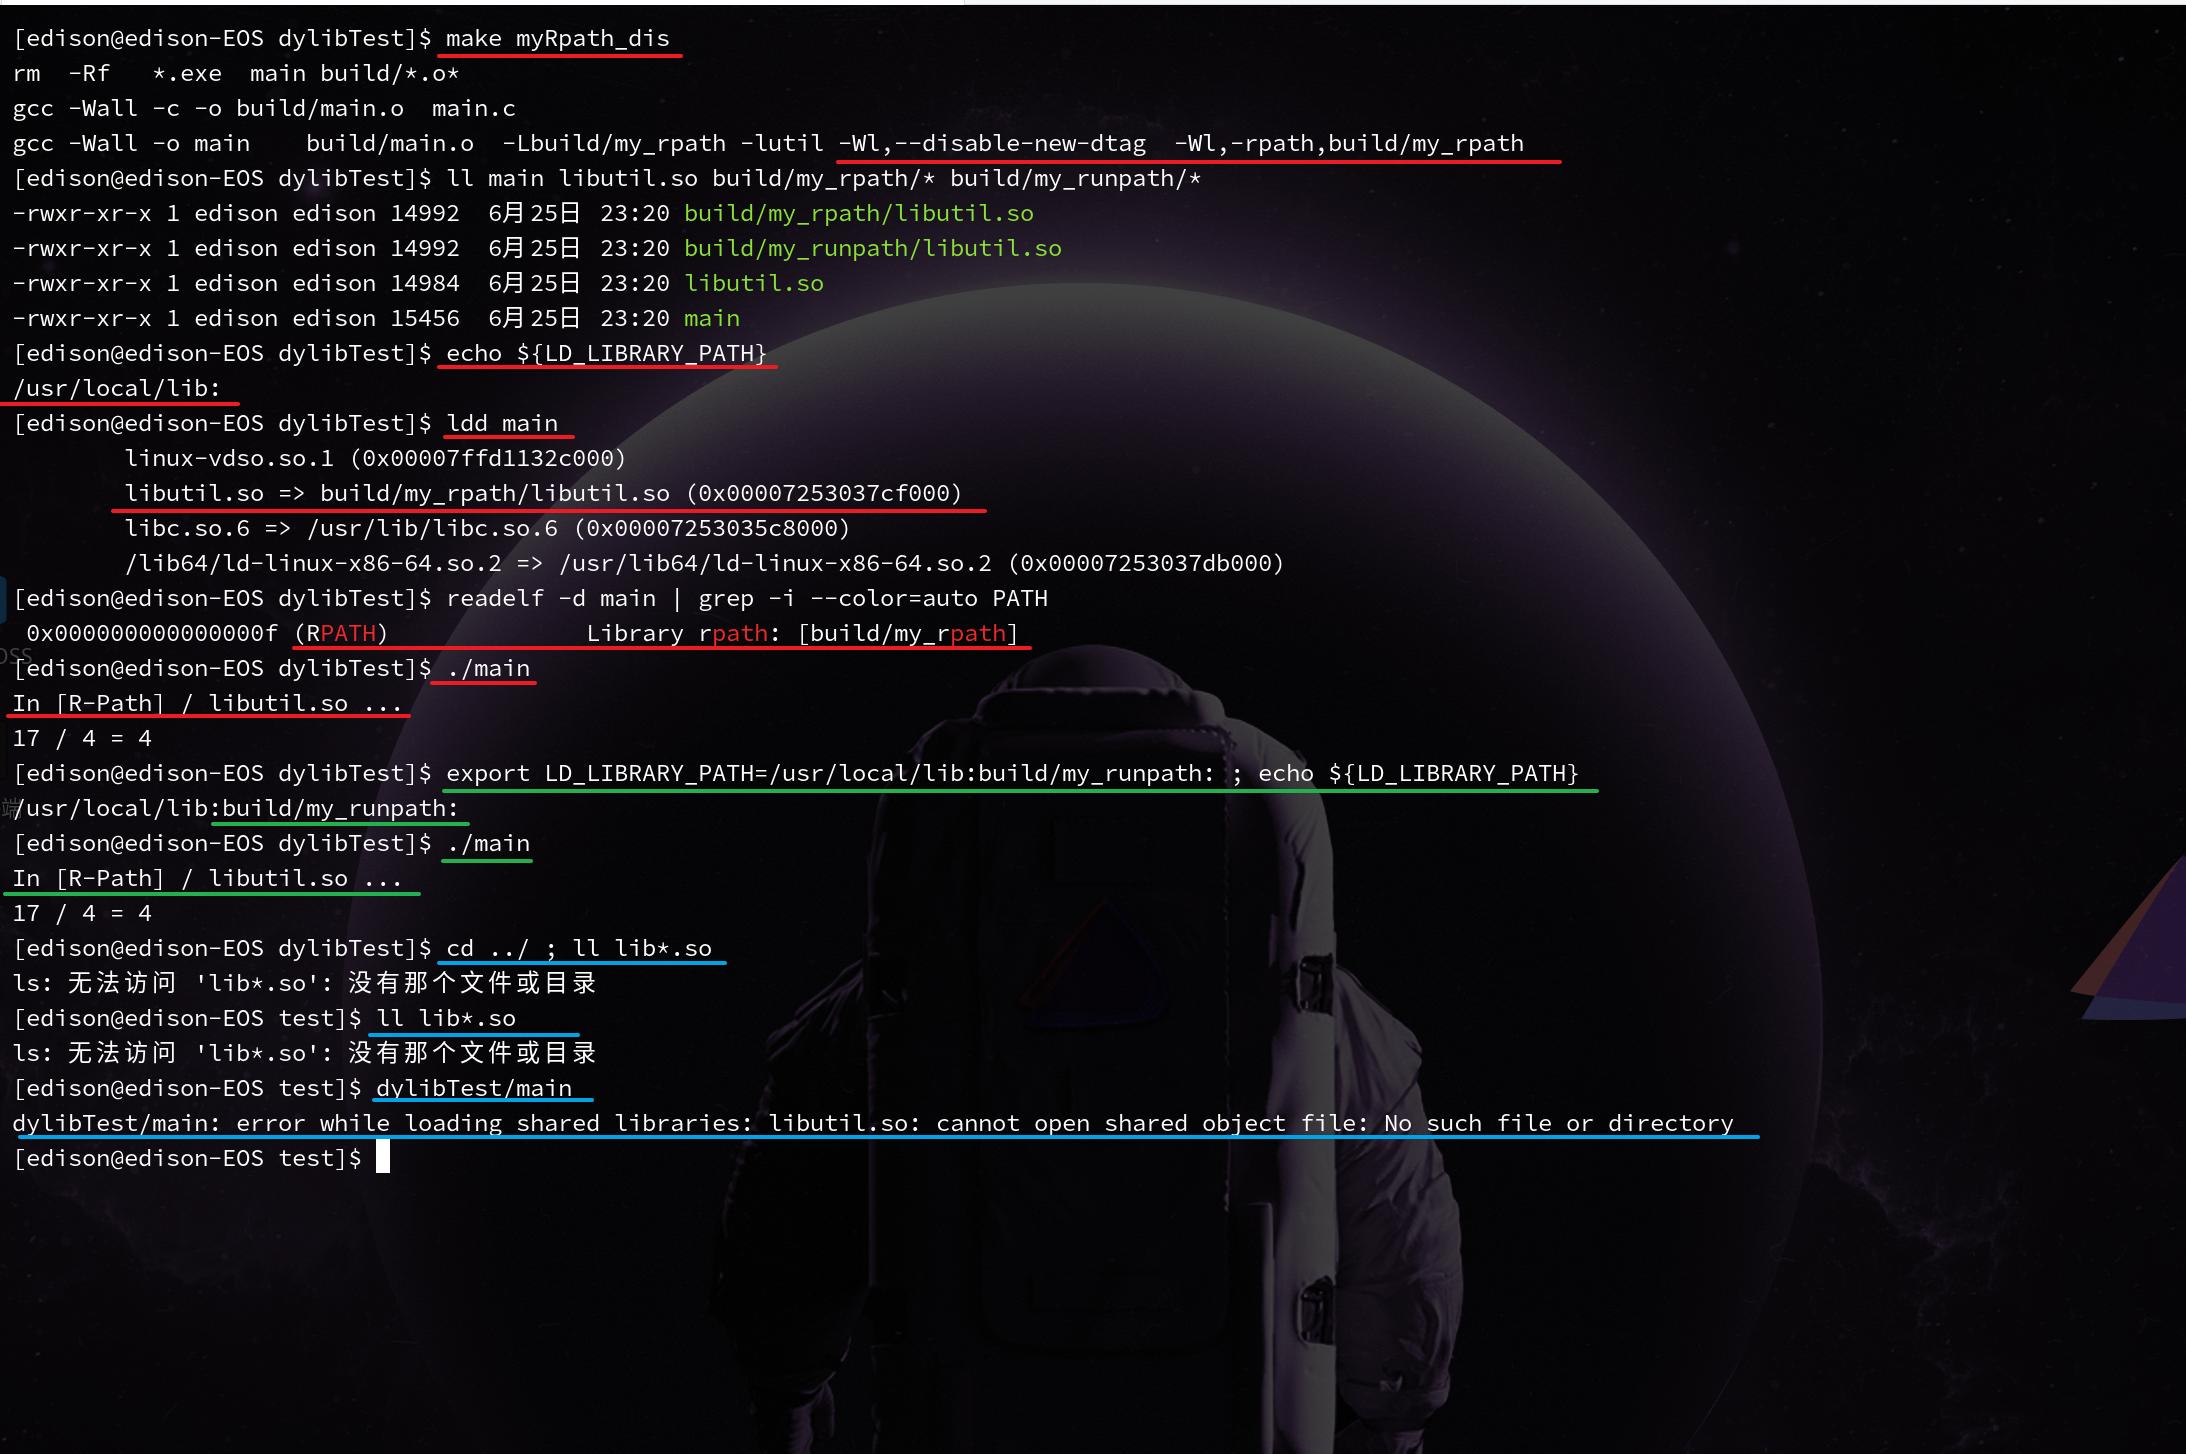 [edison@edison-EOS dylibTest]$ make myRpath_dis
rm  -Rf   *.exe  main build/*.o*
gcc -Wall -c -o build/main.o  main.c
gcc -Wall -o main    build/main.o  -Lbuild/my_rpath -lutil -Wl,--disable-new-dtag  -Wl,-rpath,build/my_rpath
[edison@edison-EOS dylibTest]$ ll main libutil.so build/my_rpath/* build/my_runpath/*
-rwxr-xr-x 1 edison edison 14992  6月25日 23:20 build/my_rpath/libutil.so
-rwxr-xr-x 1 edison edison 14992  6月25日 23:20 build/my_runpath/libutil.so
-rwxr-xr-x 1 edison edison 14984  6月25日 23:20 libutil.so
-rwxr-xr-x 1 edison edison 15456  6月25日 23:20 main
[edison@edison-EOS dylibTest]$ echo ${LD_LIBRARY_PATH}
/usr/local/lib:
[edison@edison-EOS dylibTest]$ ldd main
        linux-vdso.so.1 (0x00007ffd1132c000)
        libutil.so => build/my_rpath/libutil.so (0x00007253037cf000)
        libc.so.6 => /usr/lib/libc.so.6 (0x00007253035c8000)
        /lib64/ld-linux-x86-64.so.2 => /usr/lib64/ld-linux-x86-64.so.2 (0x00007253037db000)
[edison@edison-EOS dylibTest]$ readelf -d main | grep -i --color=auto PATH
 0x000000000000000f (RPATH)              Library rpath: [build/my_rpath]
[edison@edison-EOS dylibTest]$ ./main
In [R-Path] / libutil.so ...
17 / 4 = 4
[edison@edison-EOS dylibTest]$ export LD_LIBRARY_PATH=/usr/local/lib:build/my_runpath: ; echo ${LD_LIBRARY_PATH}
/usr/local/lib:build/my_runpath:
[edison@edison-EOS dylibTest]$ ./main
In [R-Path] / libutil.so ...
17 / 4 = 4
[edison@edison-EOS dylibTest]$ cd ../ ; ll lib*.so
ls: 无法访问 'lib*.so': 没有那个文件或目录
[edison@edison-EOS test]$ ll lib*.so
ls: 无法访问 'lib*.so': 没有那个文件或目录
[edison@edison-EOS test]$ dylibTest/main
dylibTest/main: error while loading shared libraries: libutil.so: cannot open shared object file: No such file or directory
[edison@edison-EOS test]$